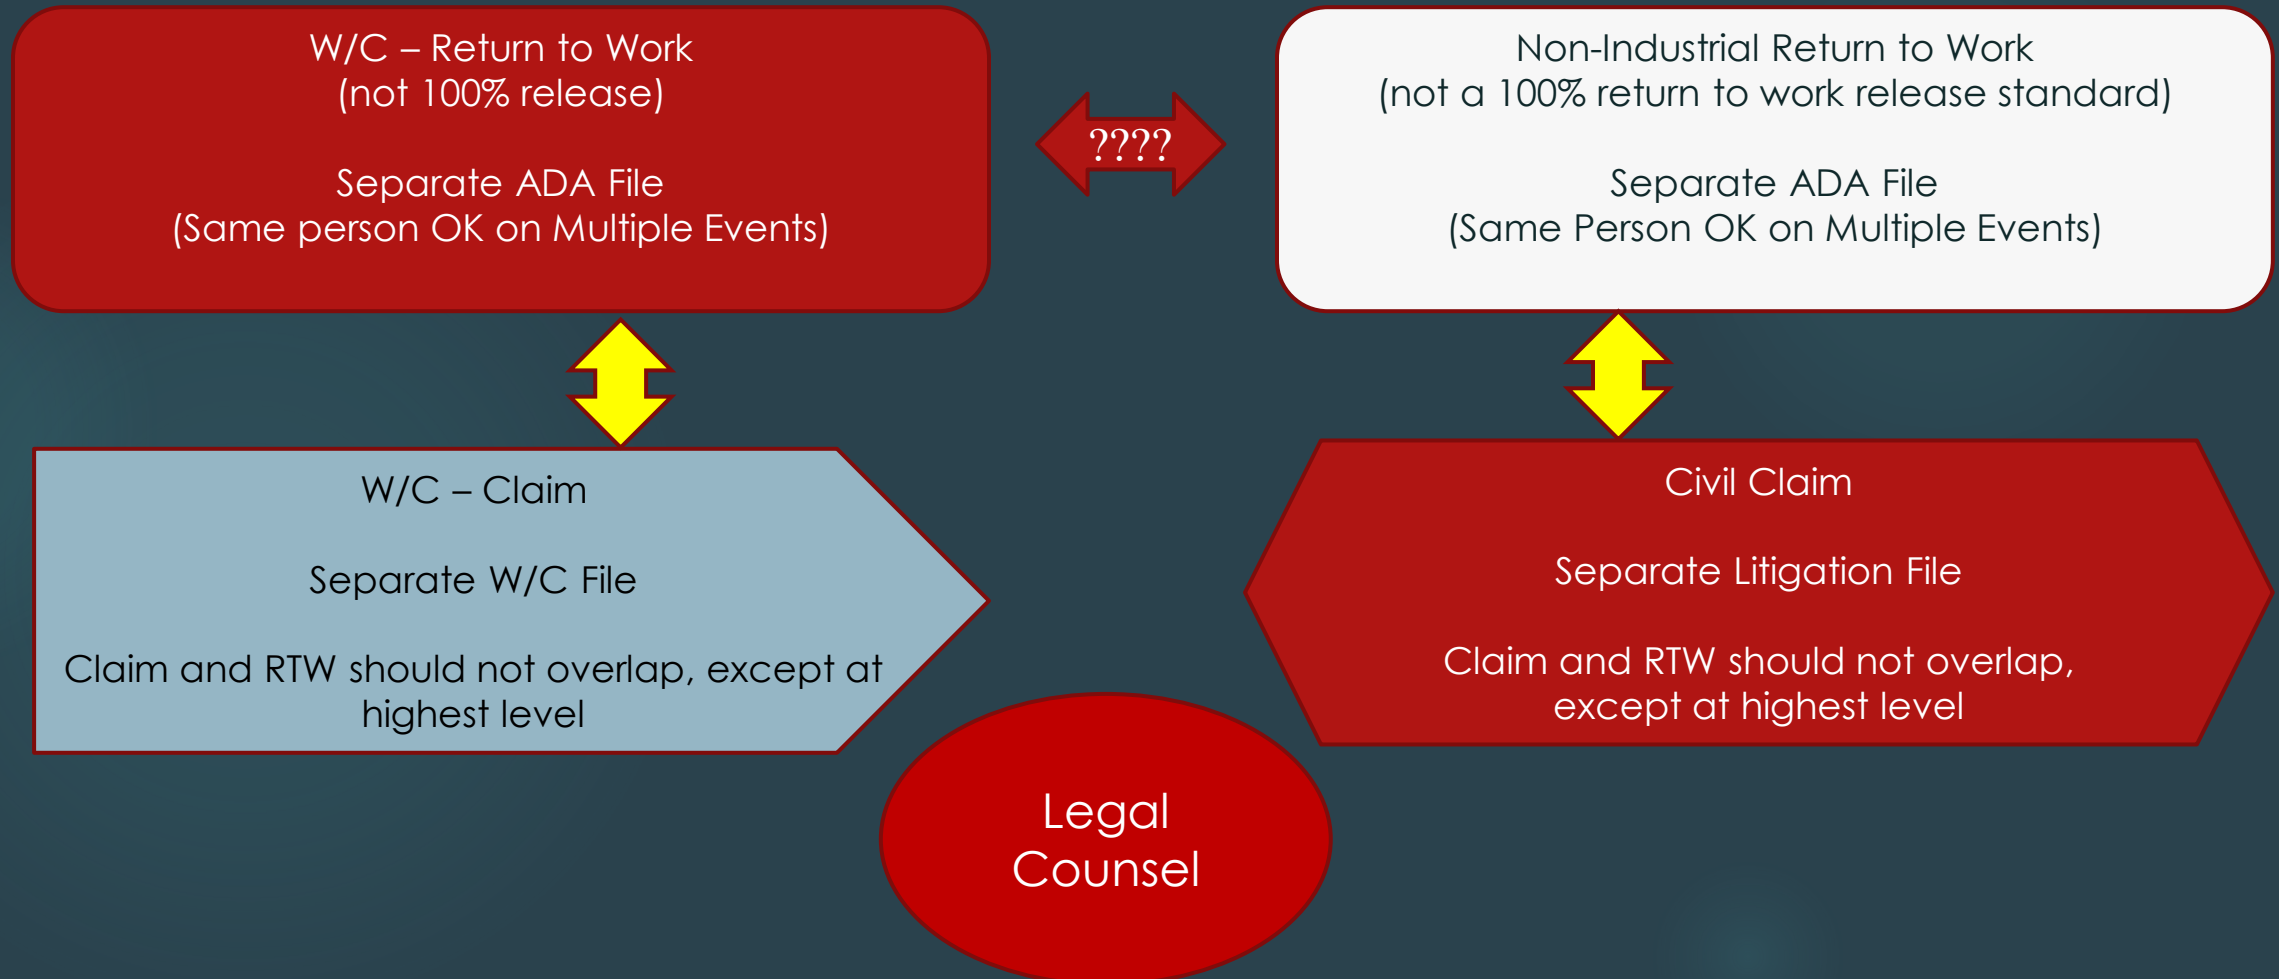 W/C – Return to Work
(not 100% release)
Separate ADA File
(Same person OK on Multiple Events)
????
Non-Industrial Return to Work
(not a 100% return to work release standard)
Separate ADA File
(Same Person OK on Multiple Events)
W/C – Claim
Separate W/C File
Claim and RTW should not overlap, except at
highest level
Civil Claim
Separate Litigation File
Claim and RTW should not overlap,
except at highest level
Legal
Counsel